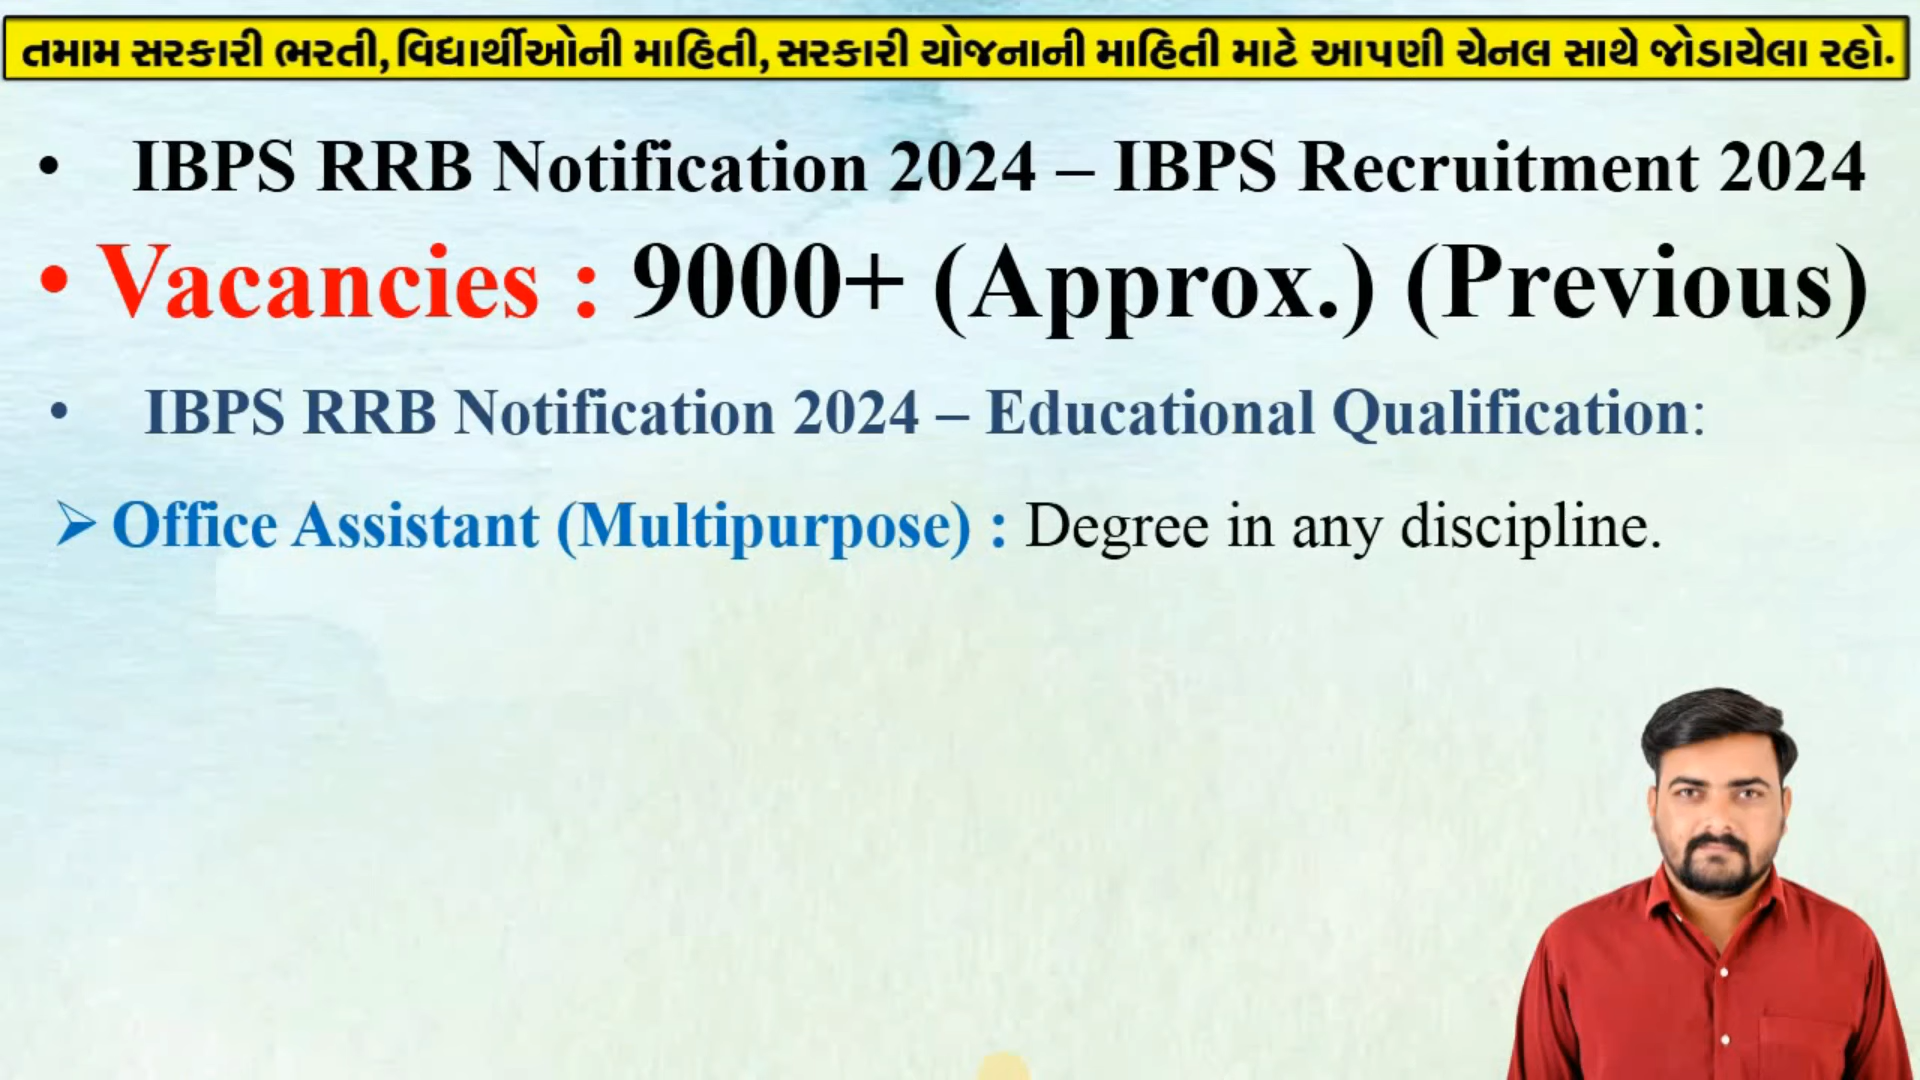 તમામ સરકારી ભરતી, વિદ્યાર્થીઓની માહિતી, સરકારી યોજનાની માહિતી માટે આપણી ચેનલ સાથે જોડાયેલા રહો.
• IBPS RRB Notification 2024 – IBPS Recruitment 2024
• Vacancies : 9000+ (Approx.) (Previous)
• IBPS RRB Notification 2024 – Educational Qualification:
➢ Office Assistant (Multipurpose) : Degree in any discipline.